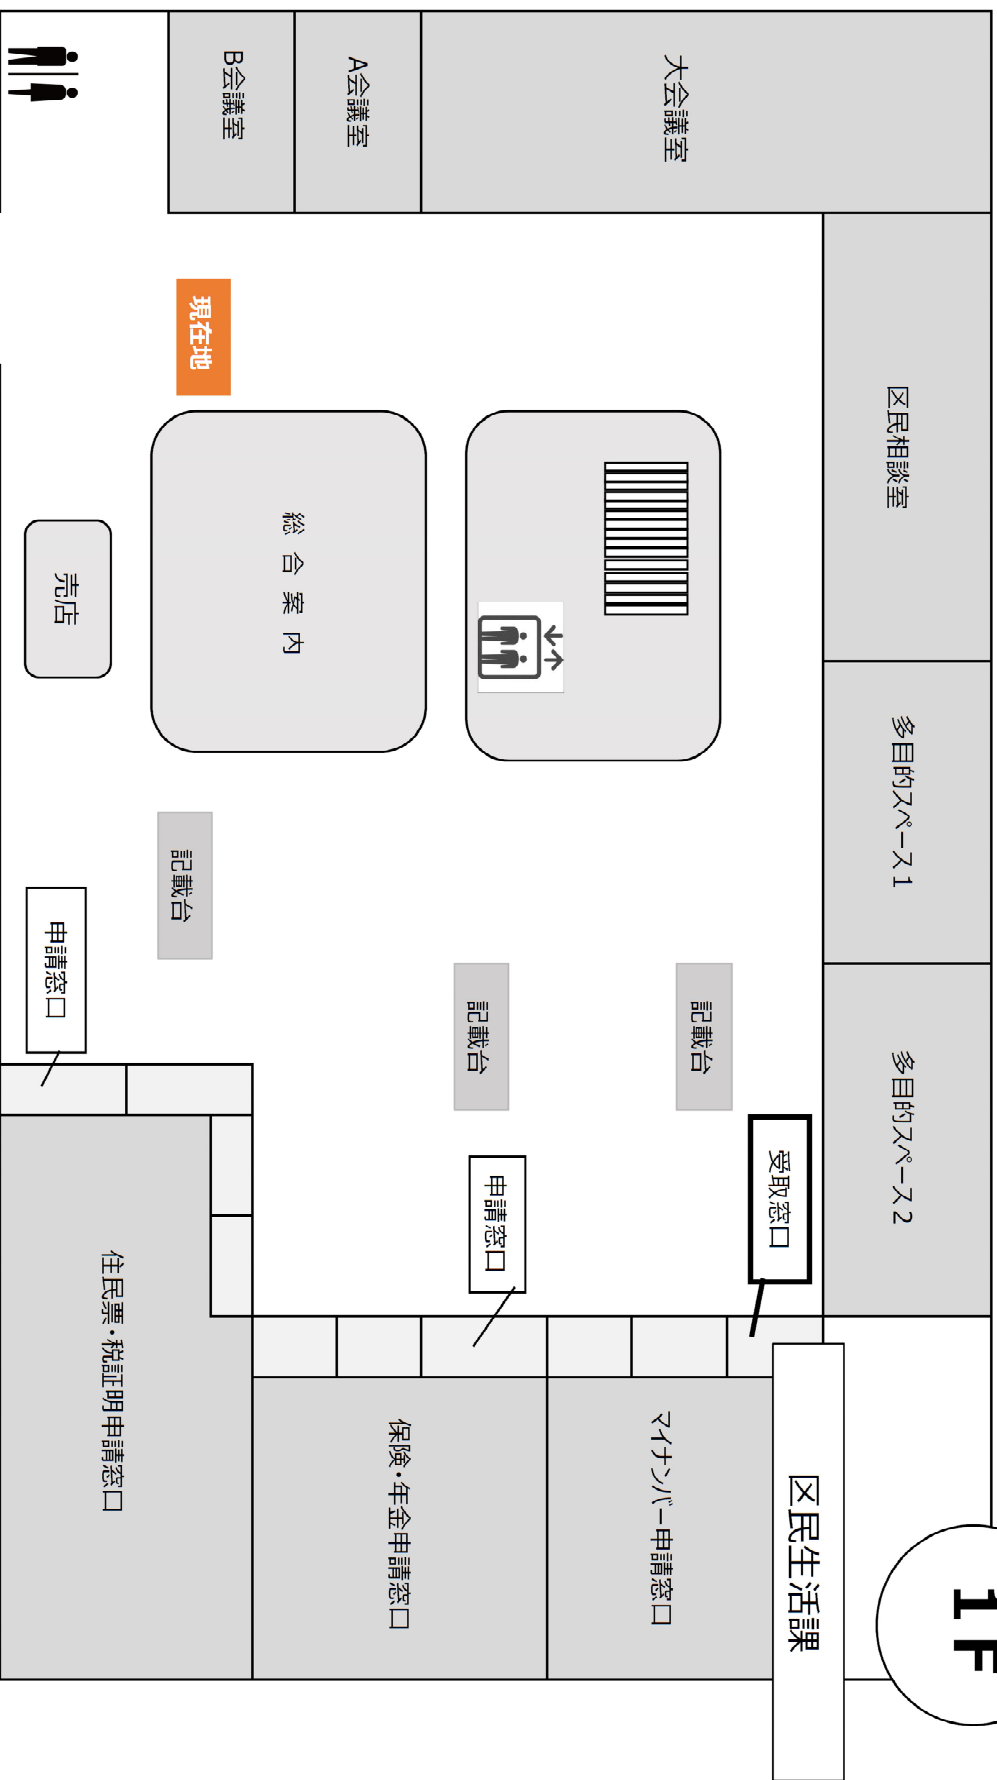 1F
大会議室
区民相談室
多目的スペース1
多目的スペース2
A会議室
B会議室
現在地
総合案内
売店
記載台
記載台
記載台
申請窓口
申請窓口
受取窓口
区民生活課
マイナンバー申請窓口
保険・年金申請窓口
住民票・税証明申請窓口